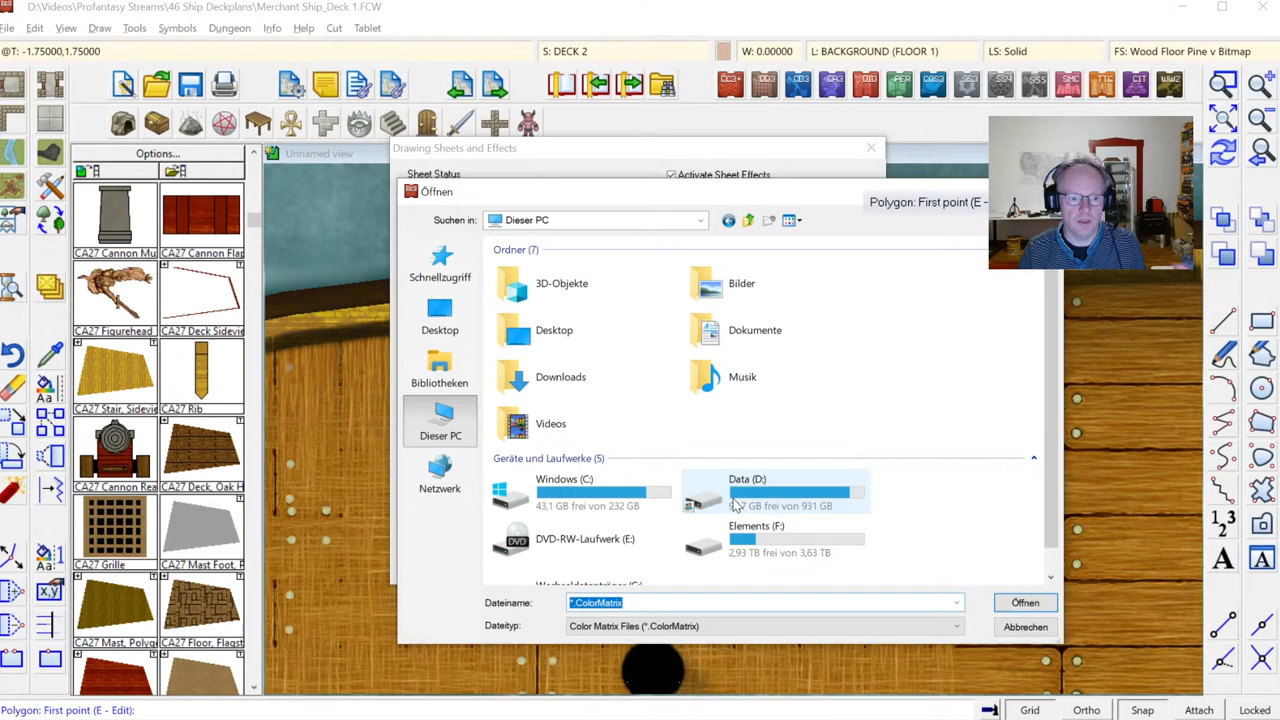 D:\Videos\Profantasy Streams\46 Ship Deckplans\Merchant Ship_Deck 1.FCW
File Edit View Draw Tools Symbols Dungeon Info Help Cut Tablet
@T: -1.75000,1.75000
S: DECK 2
W: 0.00000
L: BACKGROUND (FLOOR 1)
LS: Solid
FS: Wood Floor Pine v Bitmap
Options...
Unnamed view
CA27 Cannon Mu
CA27 Cannon Flap
CA27 Figurehead
CA27 Deck Sidevie
CA27 Stair, Sidevie
CA27 Rib
CA27 Cannon Rea
CA27 Deck, Oak H
CA27 Grille
CA27 Mast Foot, F
CA27 Mast, Polyg
CA27 Floor, Flags
Drawing Sheets and Effects
Sheet Status
Activate Sheet Effects
Öffnen
Polygon: First point (E -
Suchen in:
Dieser PC
Schnellzugriff
Desktop
Bibliotheken
Dieser PC
Netzwerk
Ordner (7)
3D-Objekte
Bilder
Desktop
Dokumente
Downloads
Musik
Videos
Geräte und Laufwerke (5)
Windows (C:)
43,1 GB frei von 232 GB
Data (D:)
GB frei von 931 GB
DVD-RW-Laufwerk (E:)
DVD
Elements (F:)
2,93 TB frei von 3,63 TB
Dateiname:
*.ColorMatrix
Öffnen
Dateityp:
Color Matrix Files (*.ColorMatrix)
Abbrechen
Polygon: First point (E - Edit):
Grid Ortho Snap Attach Locked